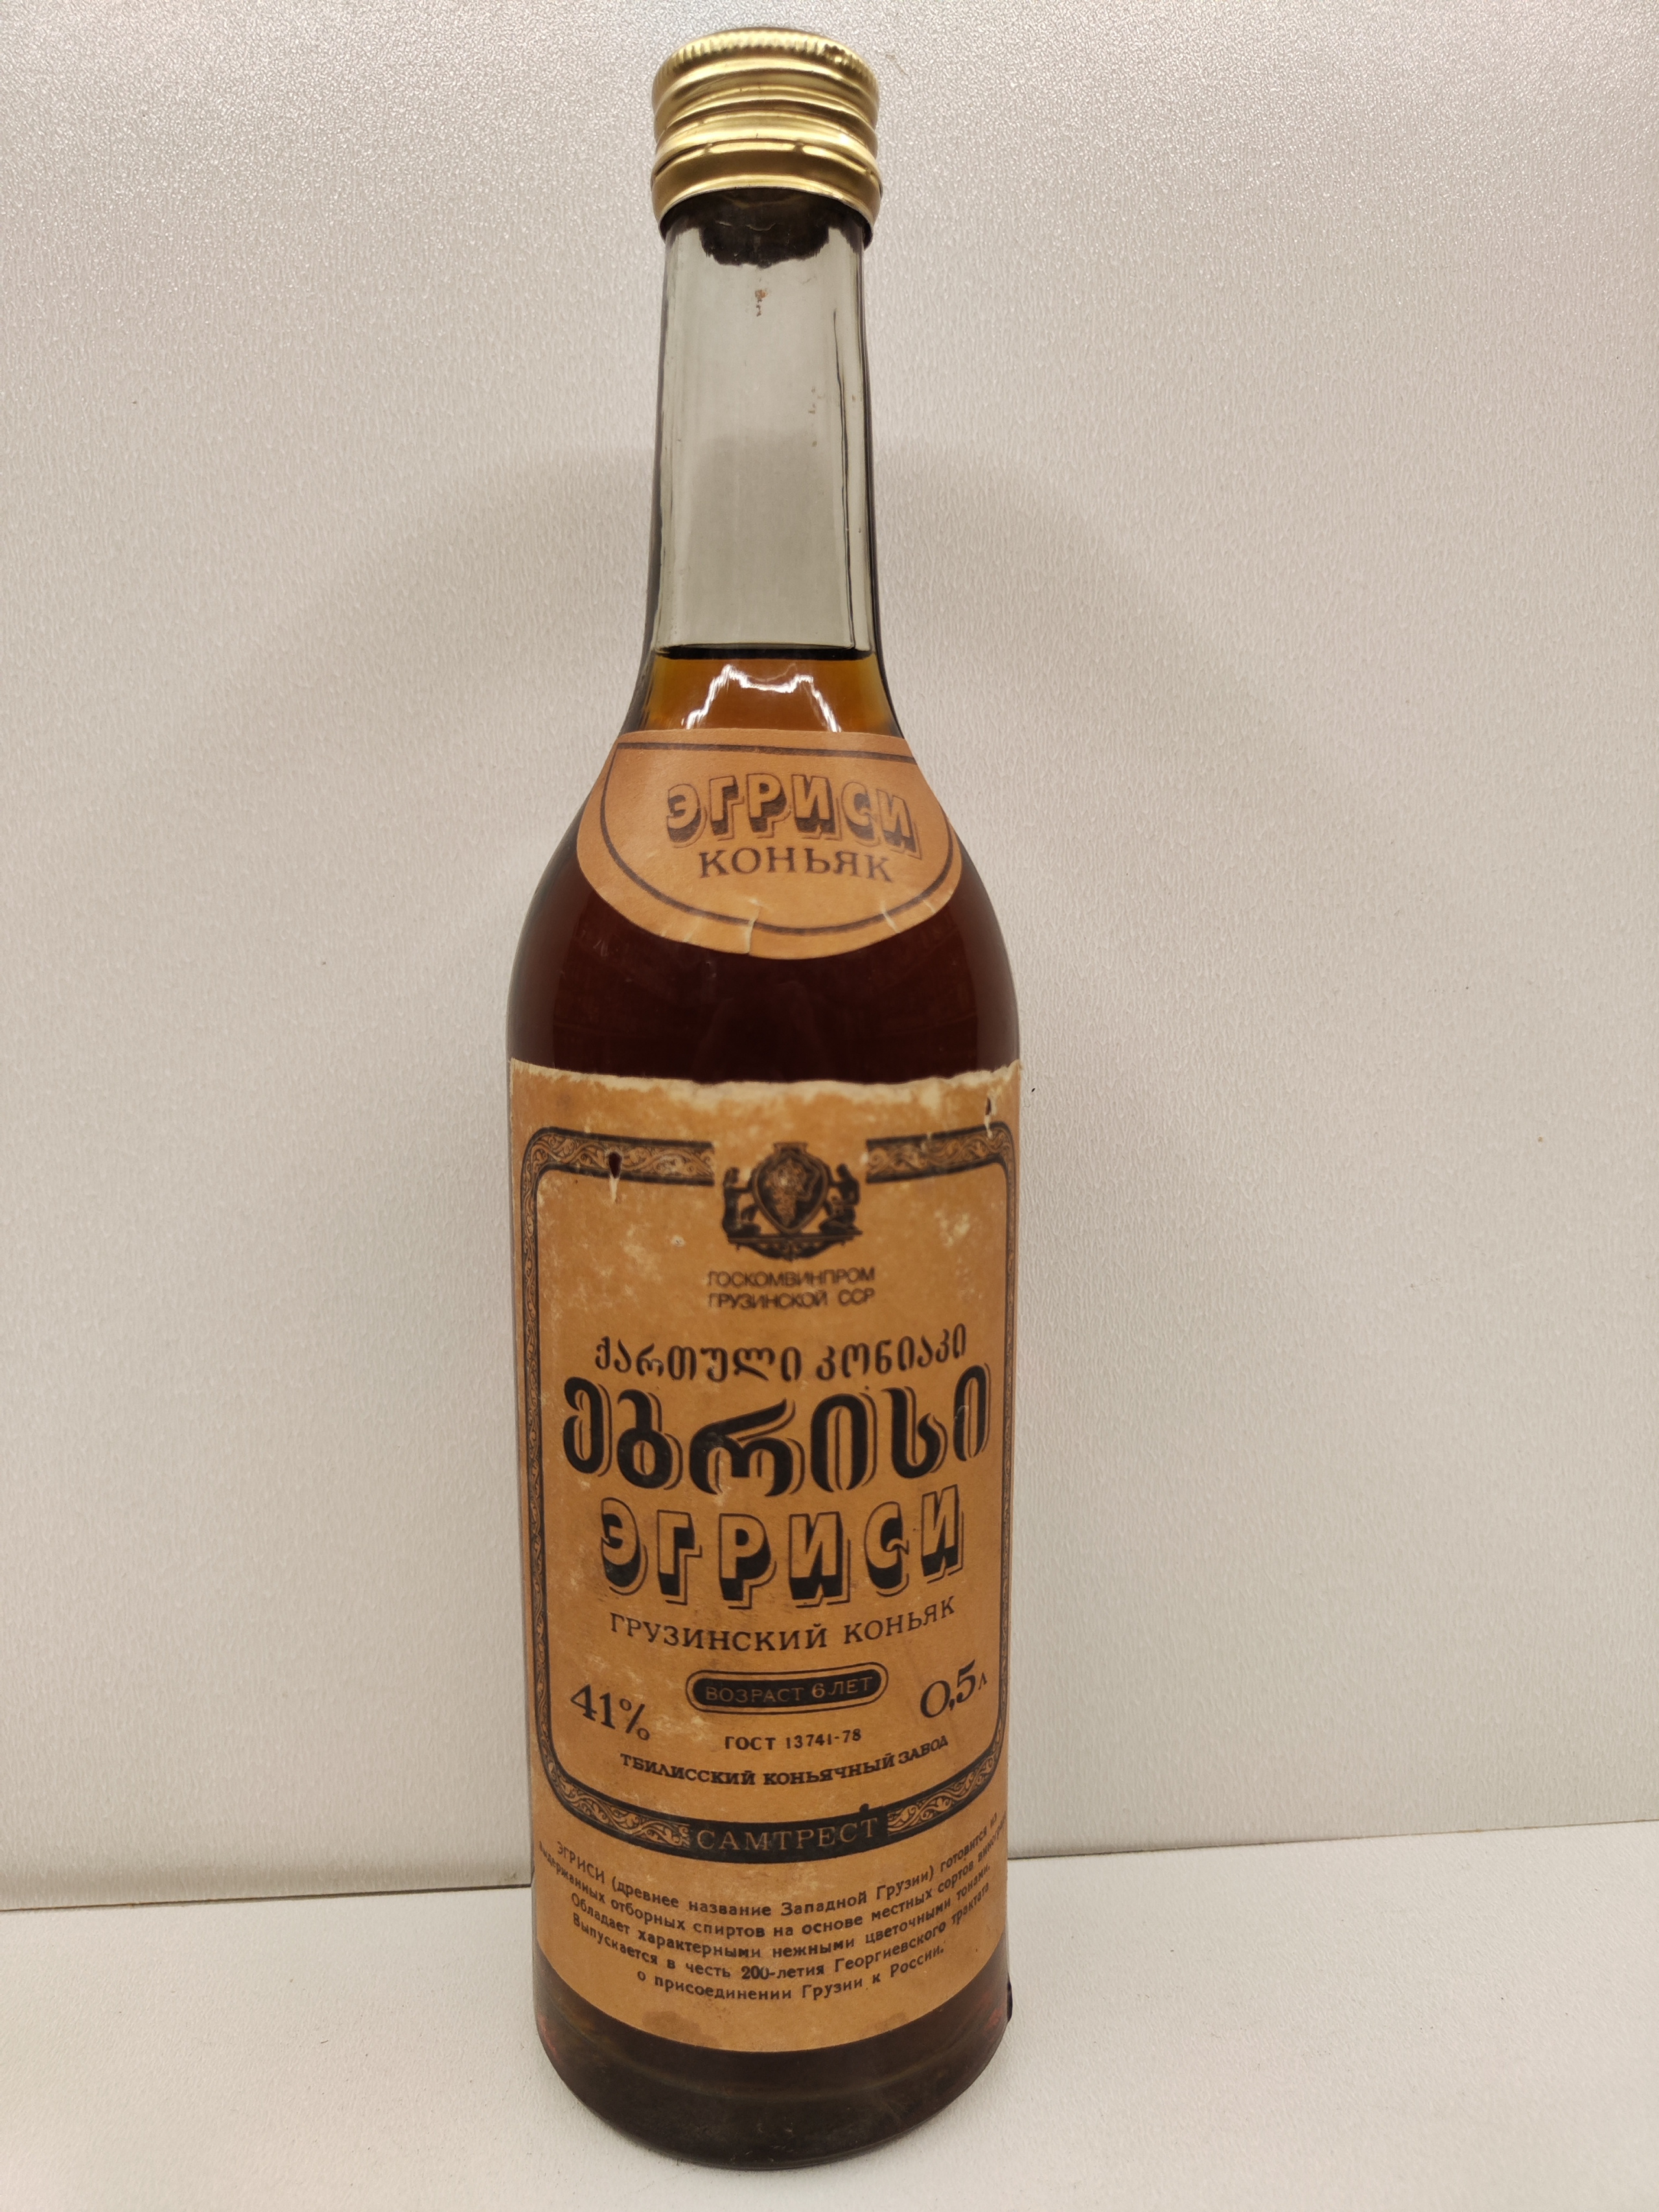 ЭГРИСИ
КОНЬЯК
ГОСКОМВИНПРОМ
ГРУЗИНСКОЙ ССР
ქართული კონიაკი
ეგრისი
ЭГРИСИ
ГРУЗИНСКИЙ КОНЬЯК
ВОЗРАСТ 6 ЛЕТ
41% 0,5л
ГОСТ 13741-78
ТБИЛИССКИЙ КОНЬЯЧНЫЙ ЗАВОД
САМТРЕСТ
ЭГРИСИ (древнее название Западной Грузии) готовится из
выдержанных отборных спиртов на основе местных сортов
Обладает характерными нежными цветочными тонами.
Выпускается в честь 200-летия Георгиевского трактата
о присоединении Грузии к России.